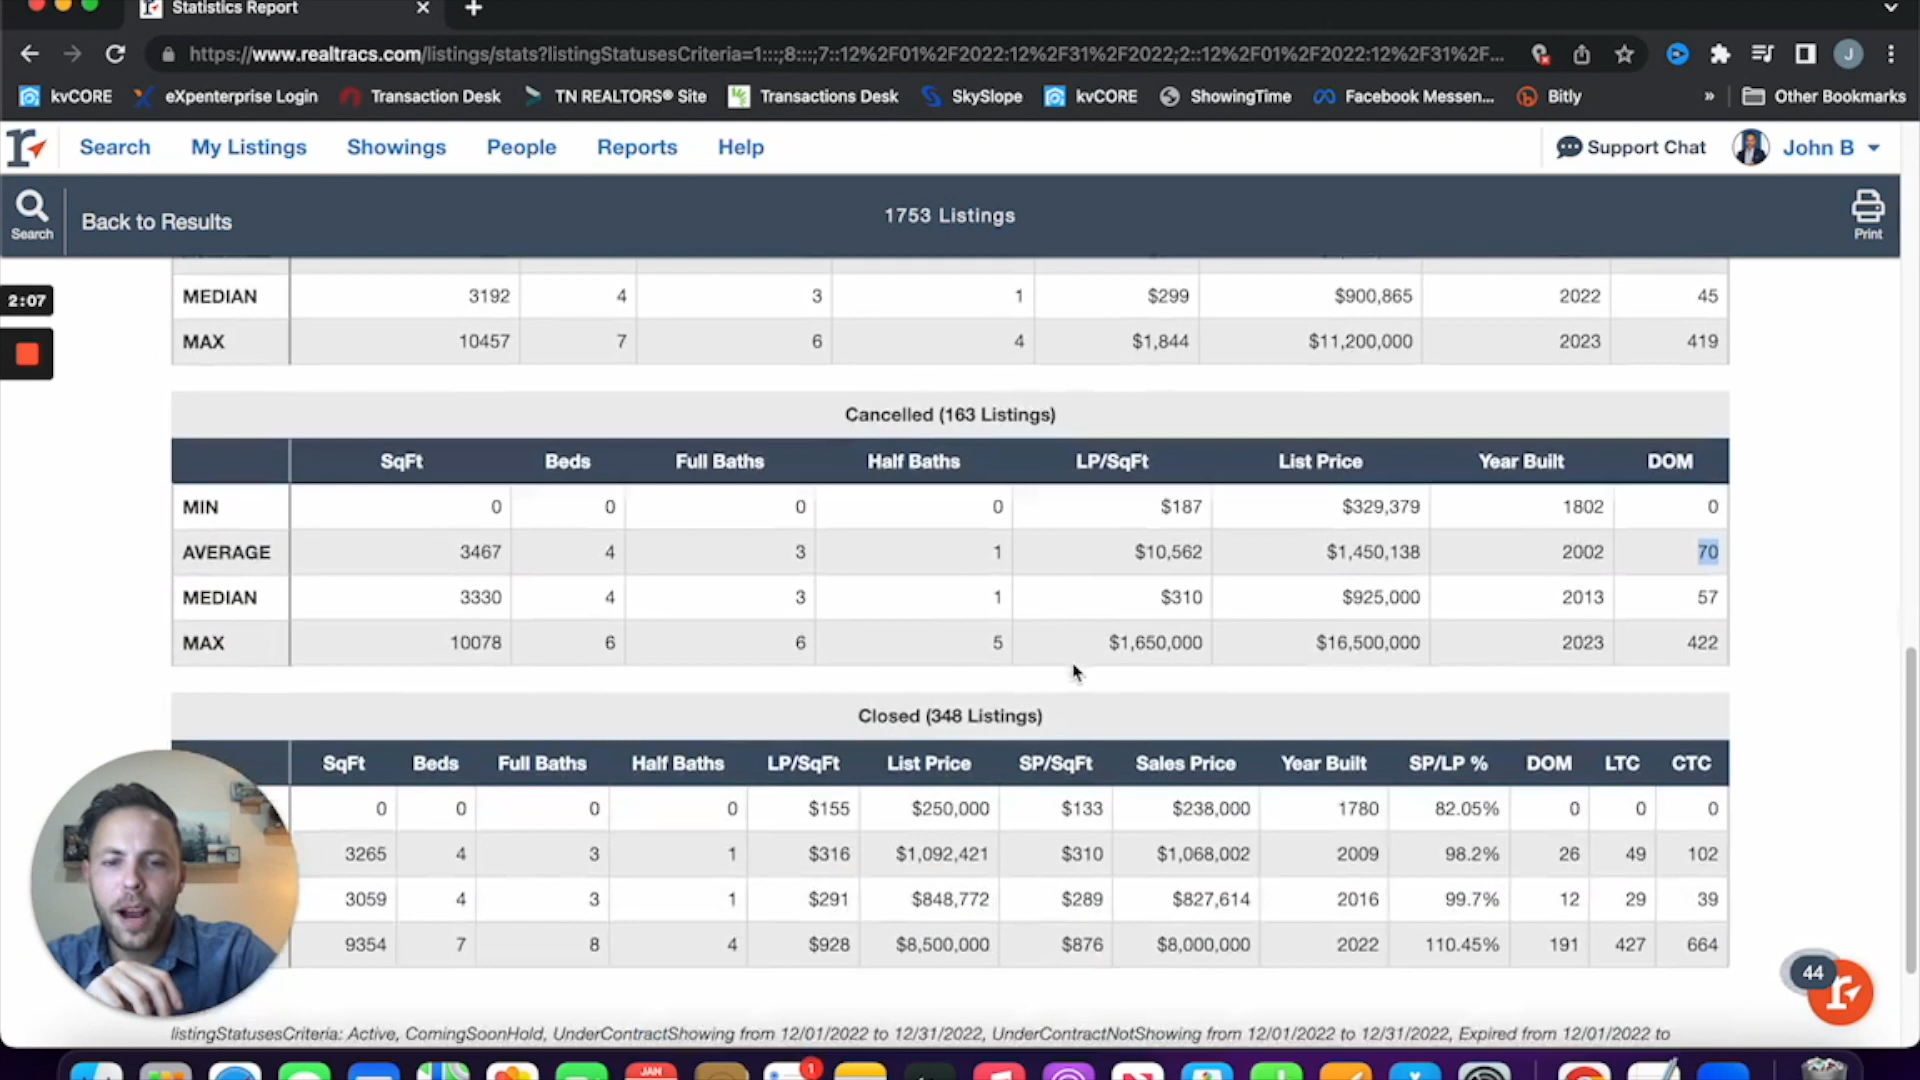 Statistics Report
https://www.realtracs.com/listings/stats?listingStatusesCriteria=1::::;8::::;7::12%2F01%2F2022:12%2F31%2F2022;2::12%2F01%2F2022:12%2F31%2F...
J
kvCORE eXpenterprise Login Transaction Desk TN REALTORS® Site Transactions Desk SkySlope kvCORE ShowingTime Facebook Messen... Bitly » Other Bookmarks
Search My Listings Showings People Reports Help Support Chat John B
Search Back to Results 1753 Listings Print
2:07
MEDIAN 3192 4 3 1 $299 $900,865 2022 45
MAX 10457 7 6 4 $1,844 $11,200,000 2023 419
Cancelled (163 Listings)
SqFt Beds Full Baths Half Baths LP/SqFt List Price Year Built DOM
MIN 0 0 0 0 $187 $329,379 1802 0
AVERAGE 3467 4 3 1 $10,562 $1,450,138 2002 70
MEDIAN 3330 4 3 1 $310 $925,000 2013 57
MAX 10078 6 6 5 $1,650,000 $16,500,000 2023 422
Closed (348 Listings)
SqFt Beds Full Baths Half Baths LP/SqFt List Price SP/SqFt Sales Price Year Built SP/LP % DOM LTC CTC
0 0 0 0 $155 $250,000 $133 $238,000 1780 82.05% 0 0 0
3265 4 3 1 $316 $1,092,421 $310 $1,068,002 2009 98.2% 26 49 102
3059 4 3 1 $291 $848,772 $289 $827,614 2016 99.7% 12 29 39
9354 7 8 4 $928 $8,500,000 $876 $8,000,000 2022 110.45% 191 427 664
44
listingStatusesCriteria: Active, ComingSoonHold, UnderContractShowing from 12/01/2022 to 12/31/2022, UnderContractNotShowing from 12/01/2022 to 12/31/2022, Expired from 12/01/2022 to
JAN 1